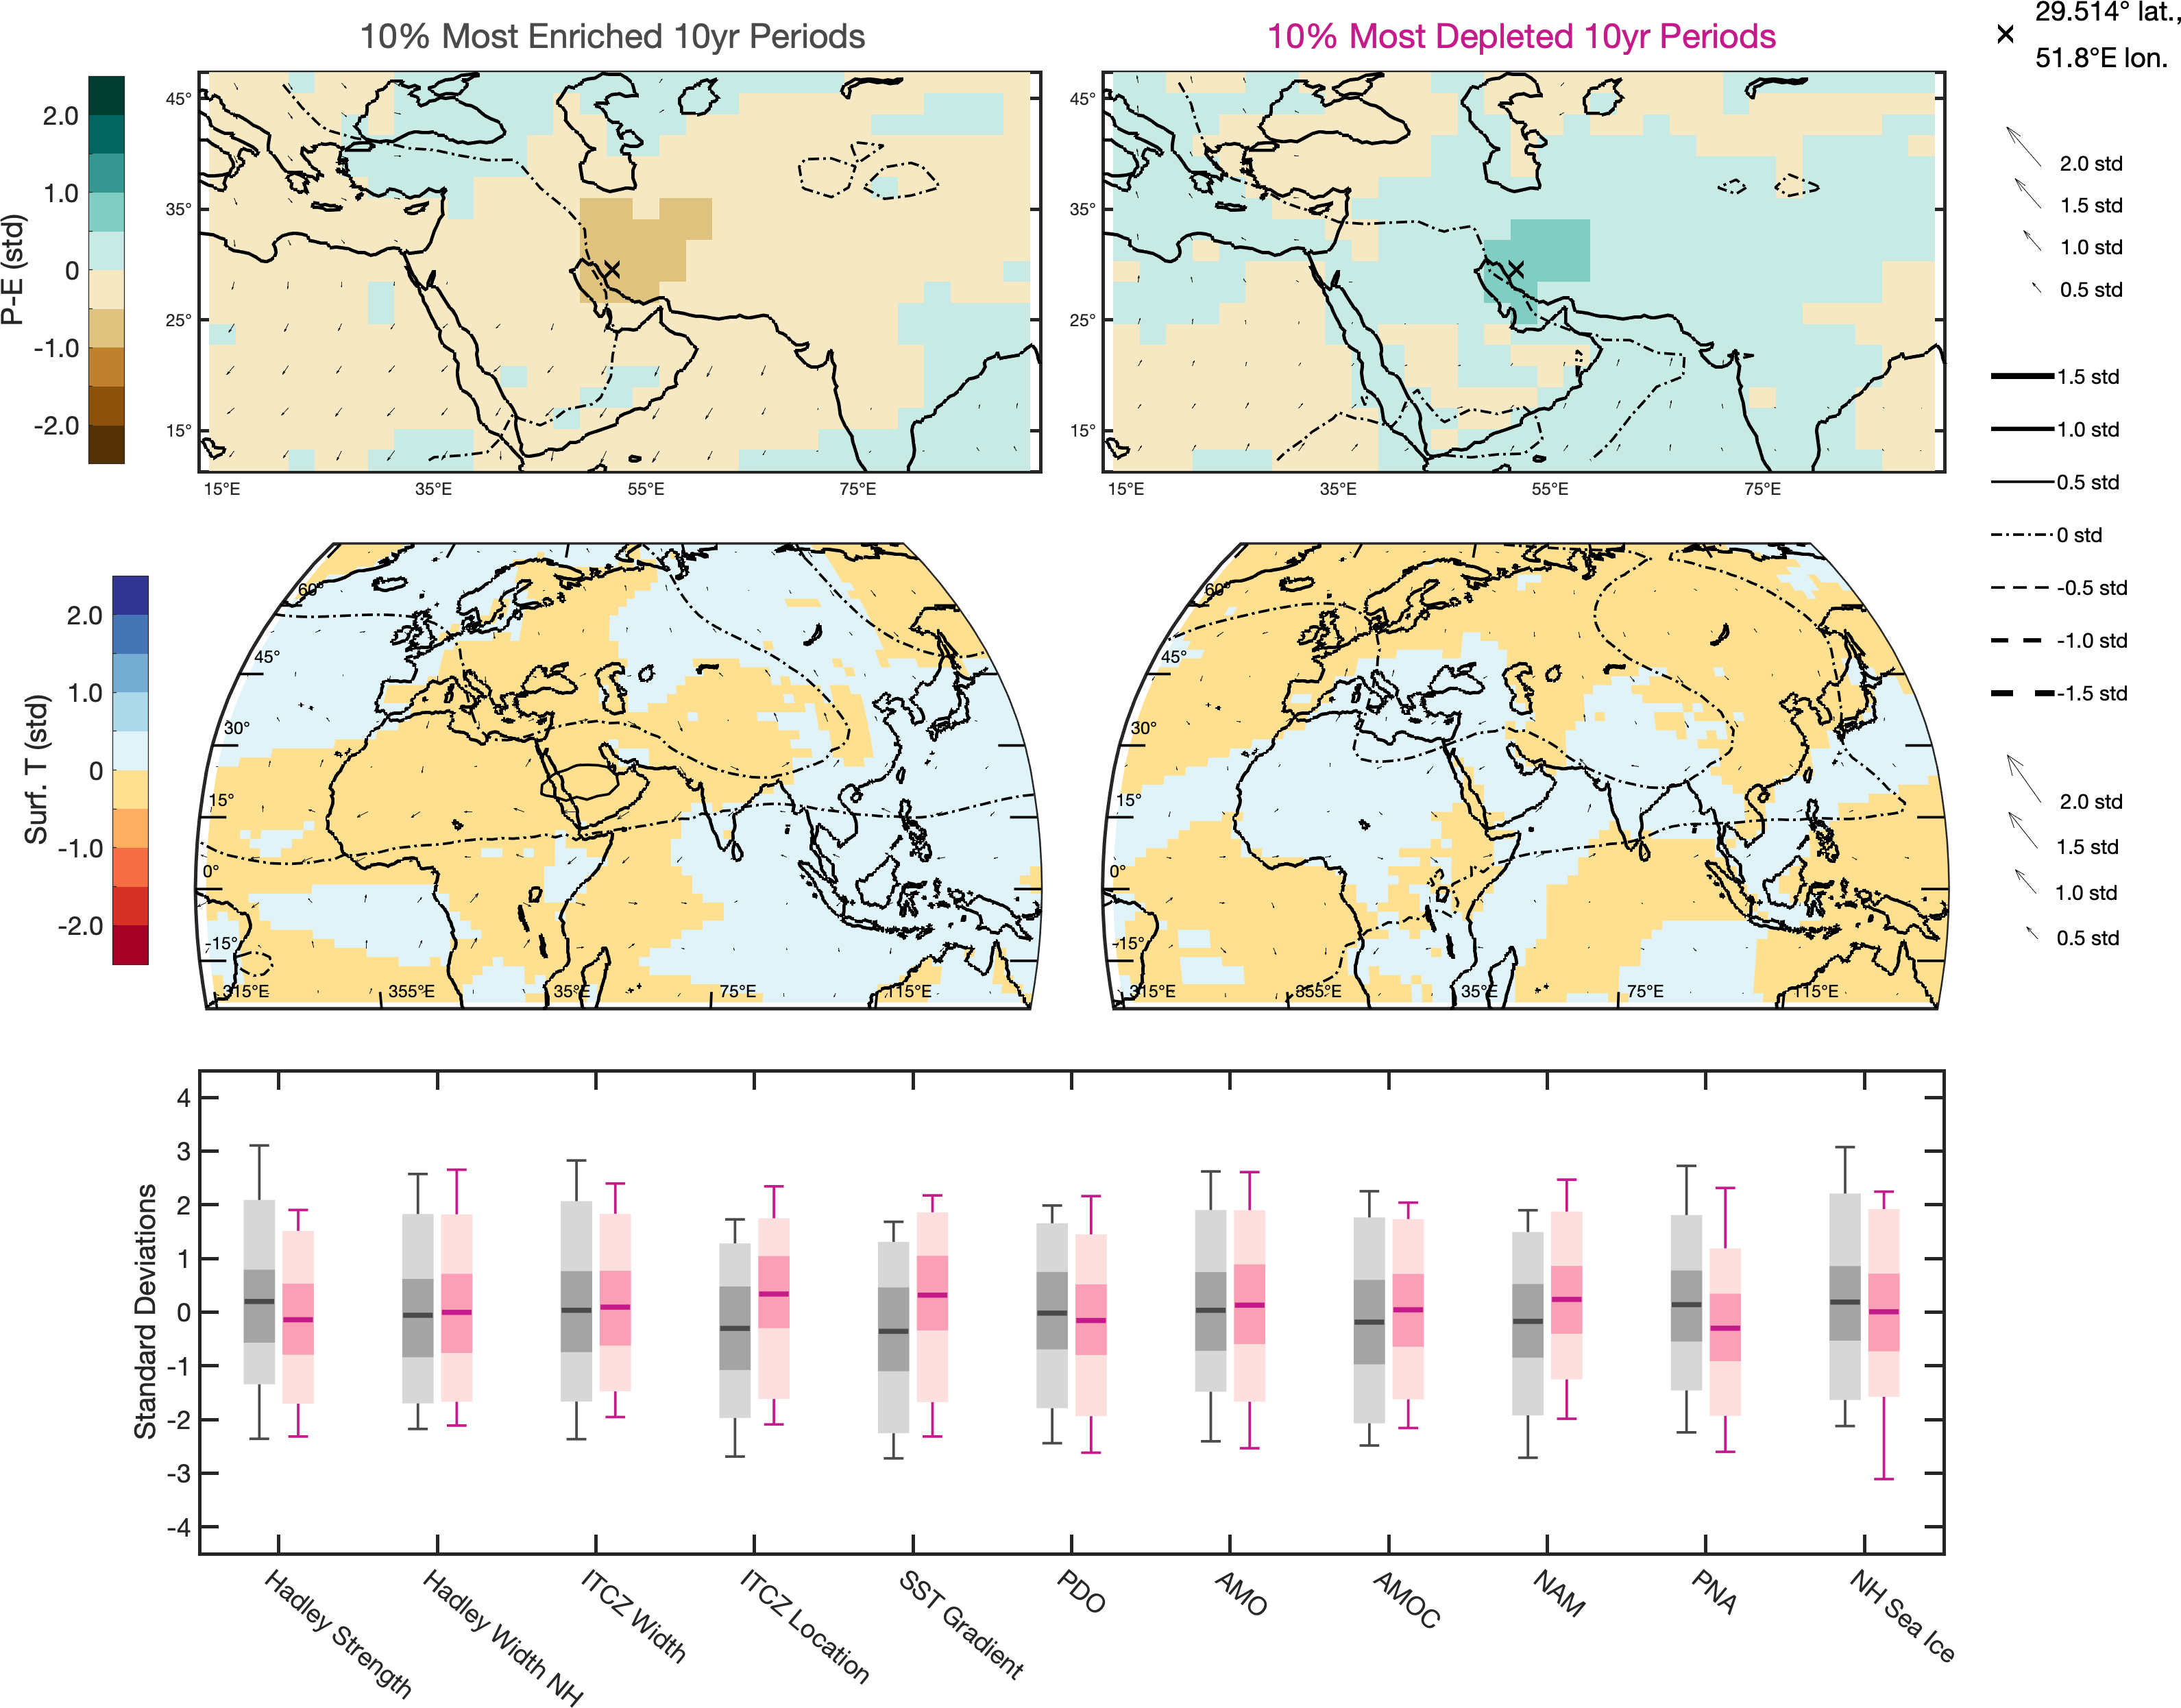 10% Most Enriched 10yr Periods
10% Most Depleted 10yr Periods
29.514° lat.,
51.8°E lon.
P-E (std)
2.0
1.0
0
-1.0
-2.0
45°
35°
25°
15°
15°E
35°E
55°E
75°E
45°
35°
25°
15°
15°E
35°E
55°E
75°E
2.0 std
1.5 std
1.0 std
0.5 std
1.5 std
1.0 std
0.5 std
0 std
-0.5 std
-1.0 std
-1.5 std
2.0 std
1.5 std
1.0 std
0.5 std
Surf. T (std)
2.0
1.0
0
-1.0
-2.0
60°
45°
30°
15°
0°
-15°
315°E
355°E
35°E
75°E
115°E
60°
45°
30°
15°
0°
-15°
315°E
355°E
35°E
75°E
115°E
Standard Deviations
4
3
2
1
0
-1
-2
-3
-4
Hadley Strength
Hadley Width NH
ITCZ Width
ITCZ Location
SST Gradient
PDO
AMO
AMOC
NAM
PNA
NH Sea Ice